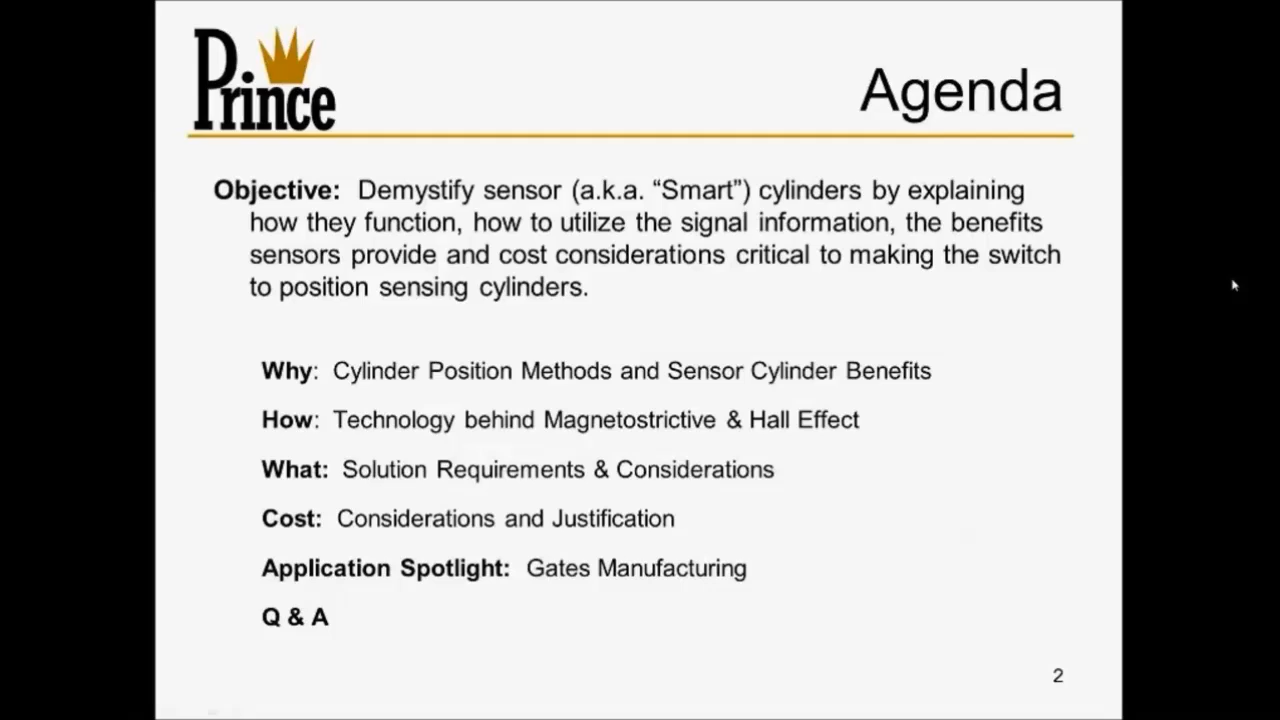 Prince
Agenda
Objective: Demystify sensor (a.k.a. “Smart”) cylinders by explaining
how they function, how to utilize the signal information, the benefits
sensors provide and cost considerations critical to making the switch
to position sensing cylinders.
Why: Cylinder Position Methods and Sensor Cylinder Benefits
How: Technology behind Magnetostrictive & Hall Effect
What: Solution Requirements & Considerations
Cost: Considerations and Justification
Application Spotlight: Gates Manufacturing
Q & A
2